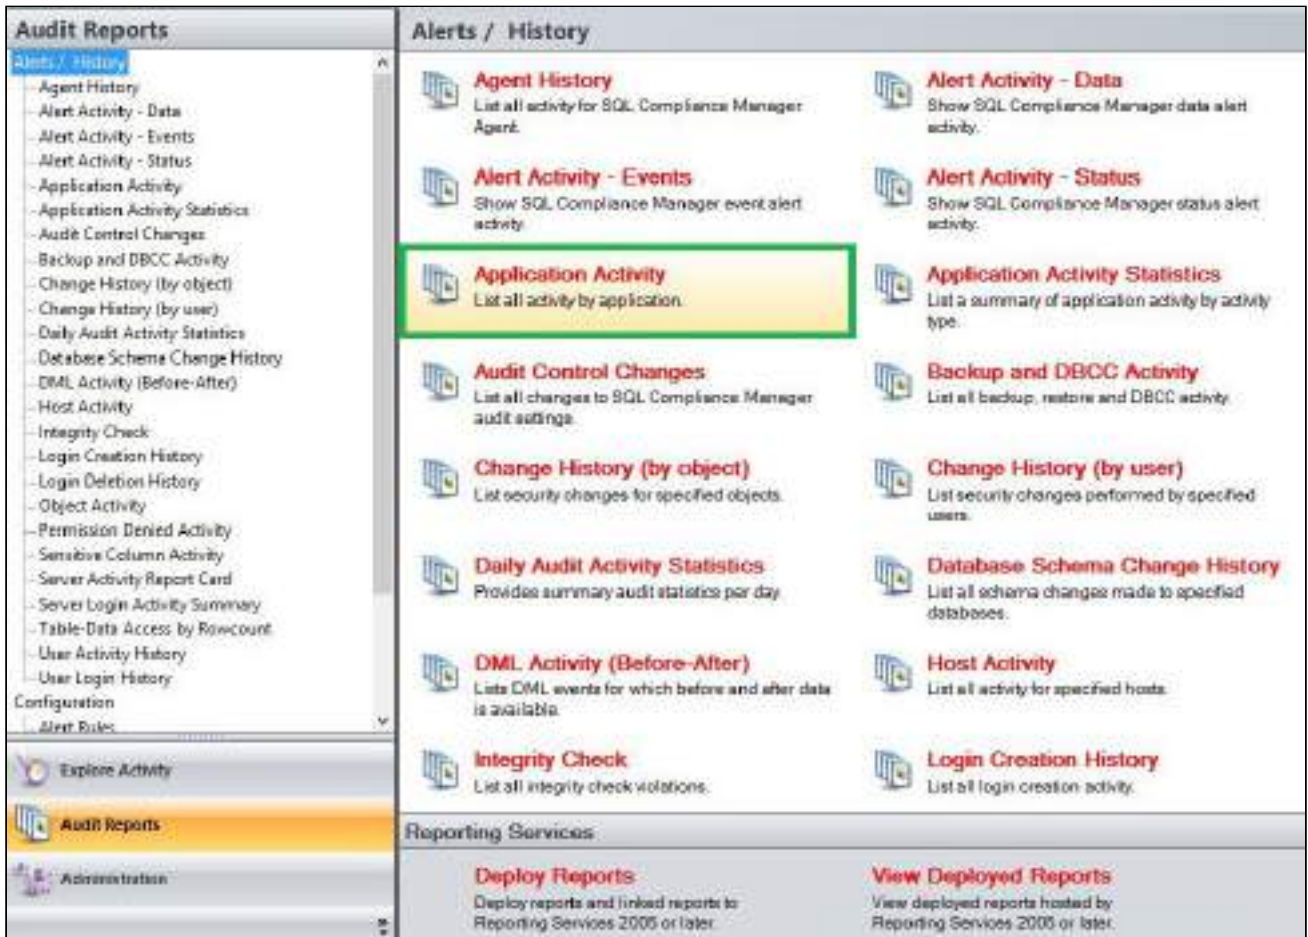 Audit Reports
Alerts / History
Agent History
Alert Activity - Data
Alert Activity - Events
Alert Activity - Status
Application Activity
Application Activity Statistics
Audit Control Changes
Backup and DBCC Activity
Change History (by object)
Change History (by user)
Daily Audit Activity Statistics
Database Schema Change History
DML Activity (Before-After)
Host Activity
Integrity Check
Login Creation History
Login Deletion History
Object Activity
Permission Denied Activity
Sensitive Column Activity
Server Activity Report Card
Server Login Activity Summary
Table-Data Access by Rowcount
User Activity History
User Login History
Configuration
Alert Rules
Explore Activity
Audit Reports
Administration
Alerts / History
Agent History
List all activity for SQL Compliance Manager
Agent.
Alert Activity - Data
Show SQL Compliance Manager data alert
activity.
Alert Activity - Events
Show SQL Compliance Manager event alert
activity.
Alert Activity - Status
Show SQL Compliance Manager status alert
activity.
Application Activity
List all activity by application.
Application Activity Statistics
List a summary of application activity by activity
type.
Audit Control Changes
List all changes to SQL Compliance Manager
audit settings.
Backup and DBCC Activity
List all backup, restore and DBCC activity.
Change History (by object)
List security changes for specified objects.
Change History (by user)
List security changes performed by specified
users.
Daily Audit Activity Statistics
Provides summary audit statistics per day.
Database Schema Change History
List all schema changes made to specified
databases.
DML Activity (Before-After)
Lists DML events for which before and after data
is available.
Host Activity
List all activity for specified hosts.
Integrity Check
List all integrity check violations.
Login Creation History
List all login creation activity.
Reporting Services
Deploy Reports
Deploy reports and linked reports to
Reporting Services 2005 or later.
View Deployed Reports
View deployed reports hosted by
Reporting Services 2005 or later.